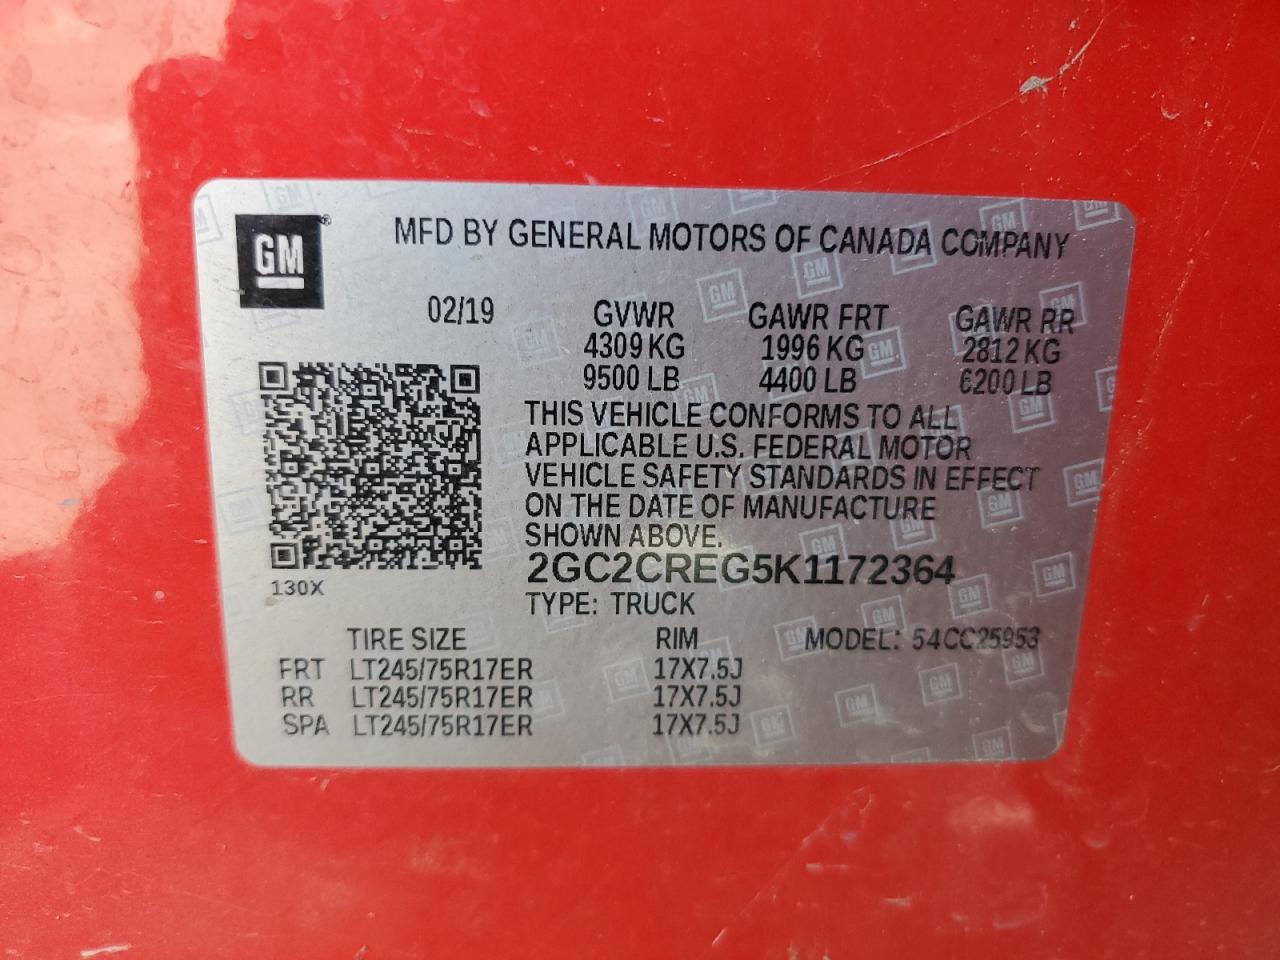 GM®
MFD BY GENERAL MOTORS OF CANADA COMPANY
02/19 GVWR GAWR FRT GAWR RR
4309 KG 1996 KG 2812 KG
9500 LB 4400 LB 6200 LB
THIS VEHICLE CONFORMS TO ALL
APPLICABLE U.S. FEDERAL MOTOR
VEHICLE SAFETY STANDARDS IN EFFECT
ON THE DATE OF MANUFACTURE
SHOWN ABOVE.
2GC2CREG5K1172364
130X
TYPE: TRUCK
TIRE SIZE RIM MODEL: 54CC25953
FRT LT245/75R17ER 17X7.5J
RR LT245/75R17ER 17X7.5J
SPA LT245/75R17ER 17X7.5J